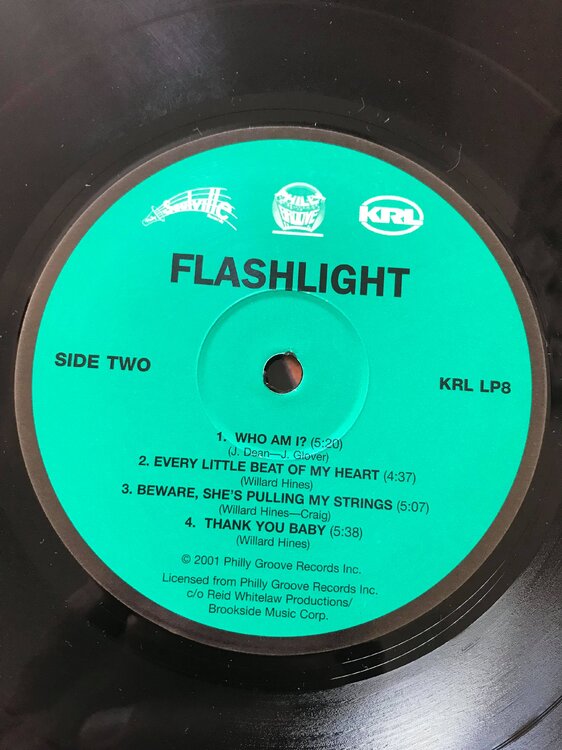 Soulville
PHILLY GROOVE
KRL
FLASHLIGHT
SIDE TWO
KRL LP8
1. WHO AM I? (5:20)
(J. Dean—J. Glover)
2. EVERY LITTLE BEAT OF MY HEART (4:37)
(Willard Hines)
3. BEWARE, SHE'S PULLING MY STRINGS (5:07)
(Willard Hines—Craig)
4. THANK YOU BABY (5:38)
(Willard Hines)
© 2001 Philly Groove Records Inc.
Licensed from Philly Groove Records Inc.
c/o Reid Whitelaw Productions/
Brookside Music Corp.